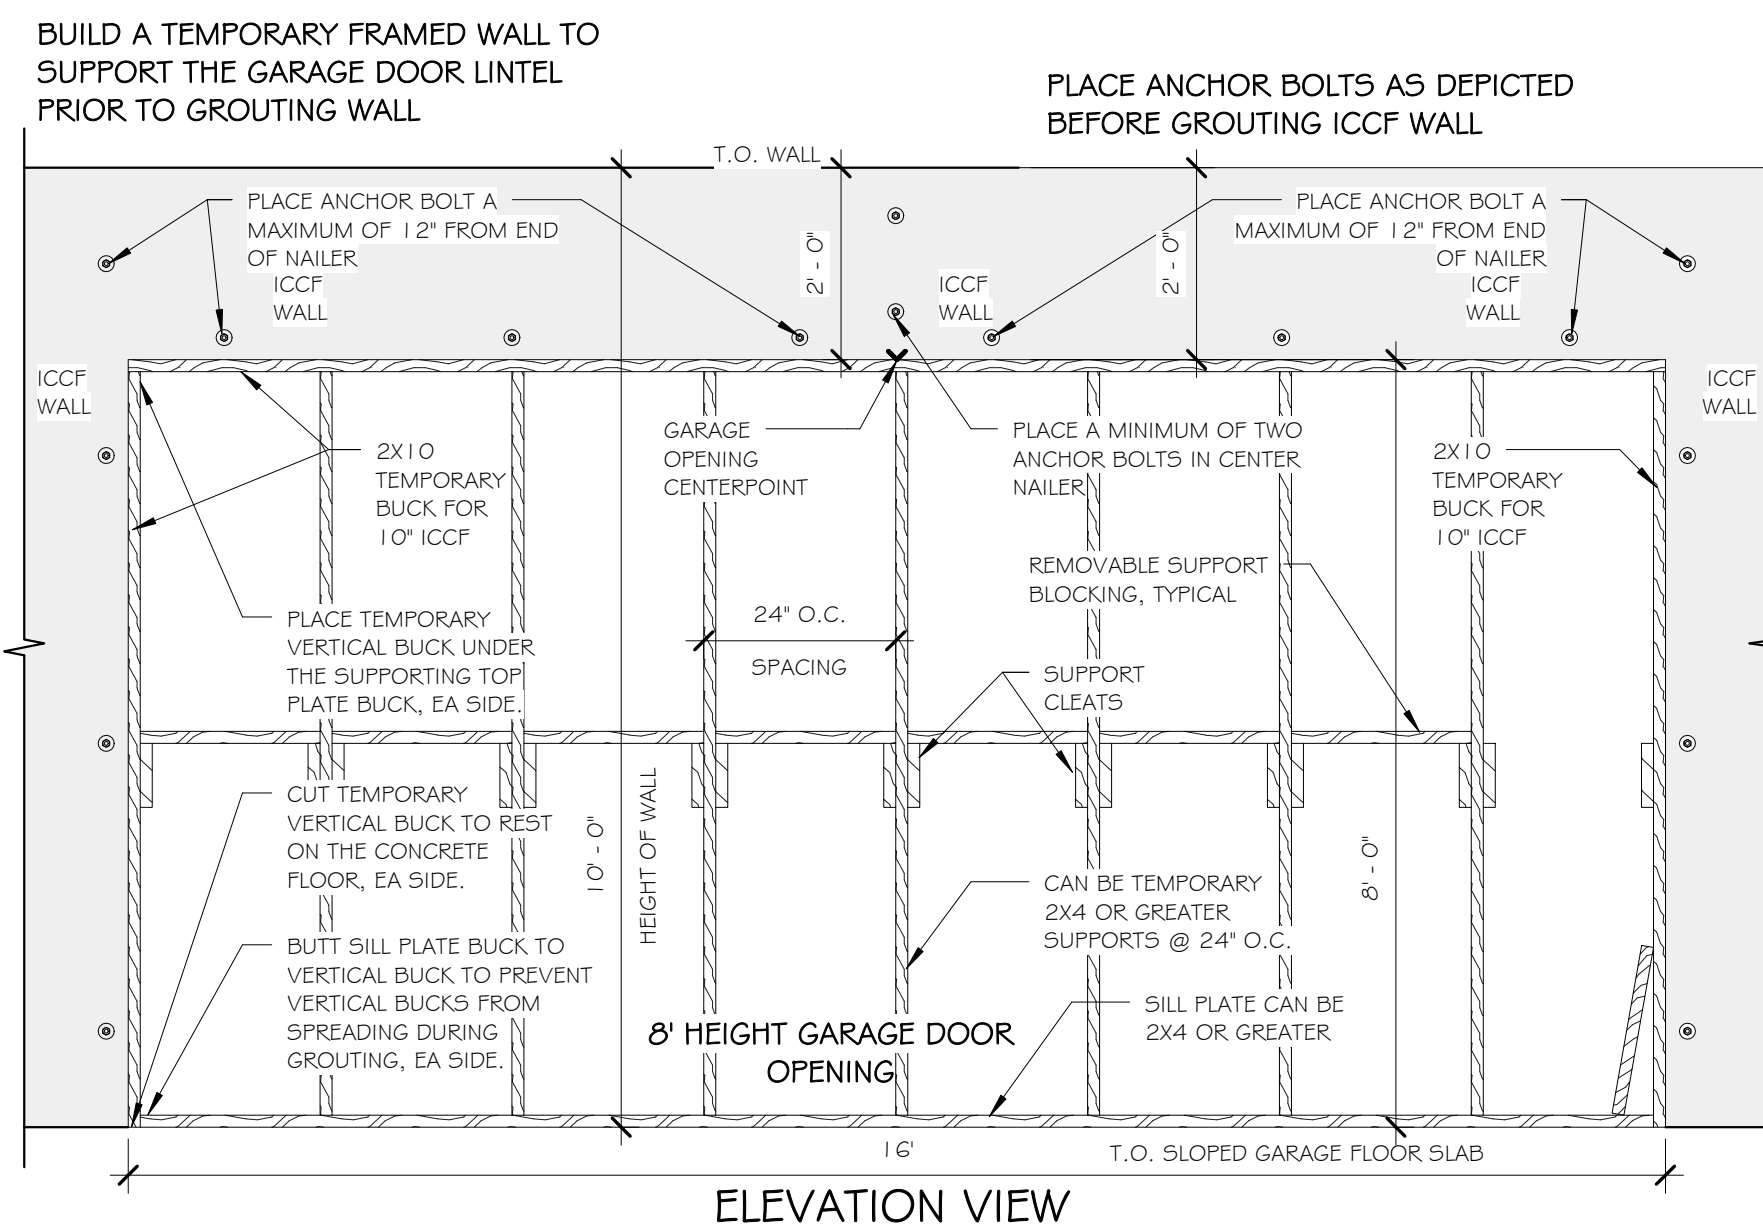 BUILD A TEMPORARY FRAMED WALL TO
SUPPORT THE GARAGE DOOR LINTEL
PRIOR TO GROUTING WALL
PLACE ANCHOR BOLTS AS DEPICTED
BEFORE GROUTING ICCF WALL
T.O. WALL
PLACE ANCHOR BOLT A
MAXIMUM OF 12" FROM END
OF NAILER
ICCF
WALL
2' - 0"
ICCF
WALL
2' - 0"
PLACE ANCHOR BOLT A
MAXIMUM OF 12" FROM END
OF NAILER
ICCF
WALL
ICCF
WALL
ICCF
WALL
2X10
TEMPORARY
BUCK FOR
10" ICCF
GARAGE
OPENING
CENTERPOINT
PLACE A MINIMUM OF TWO
ANCHOR BOLTS IN CENTER
NAILER
2X10
TEMPORARY
BUCK FOR
10" ICCF
REMOVABLE SUPPORT
BLOCKING, TYPICAL
PLACE TEMPORARY
VERTICAL BUCK UNDER
THE SUPPORTING TOP
PLATE BUCK, EA SIDE.
24" O.C.
SPACING
SUPPORT
CLEATS
CUT TEMPORARY
VERTICAL BUCK TO REST
ON THE CONCRETE
FLOOR, EA SIDE.
10' - 0"
HEIGHT OF WALL
8' - 0"
CAN BE TEMPORARY
2X4 OR GREATER
SUPPORTS @ 24" O.C.
BUTT SILL PLATE BUCK TO
VERTICAL BUCK TO PREVENT
VERTICAL BUCKS FROM
SPREADING DURING
GROUTING, EA SIDE.
SILL PLATE CAN BE
2X4 OR GREATER
8' HEIGHT GARAGE DOOR
OPENING
16'
T.O. SLOPED GARAGE FLOOR SLAB
ELEVATION VIEW